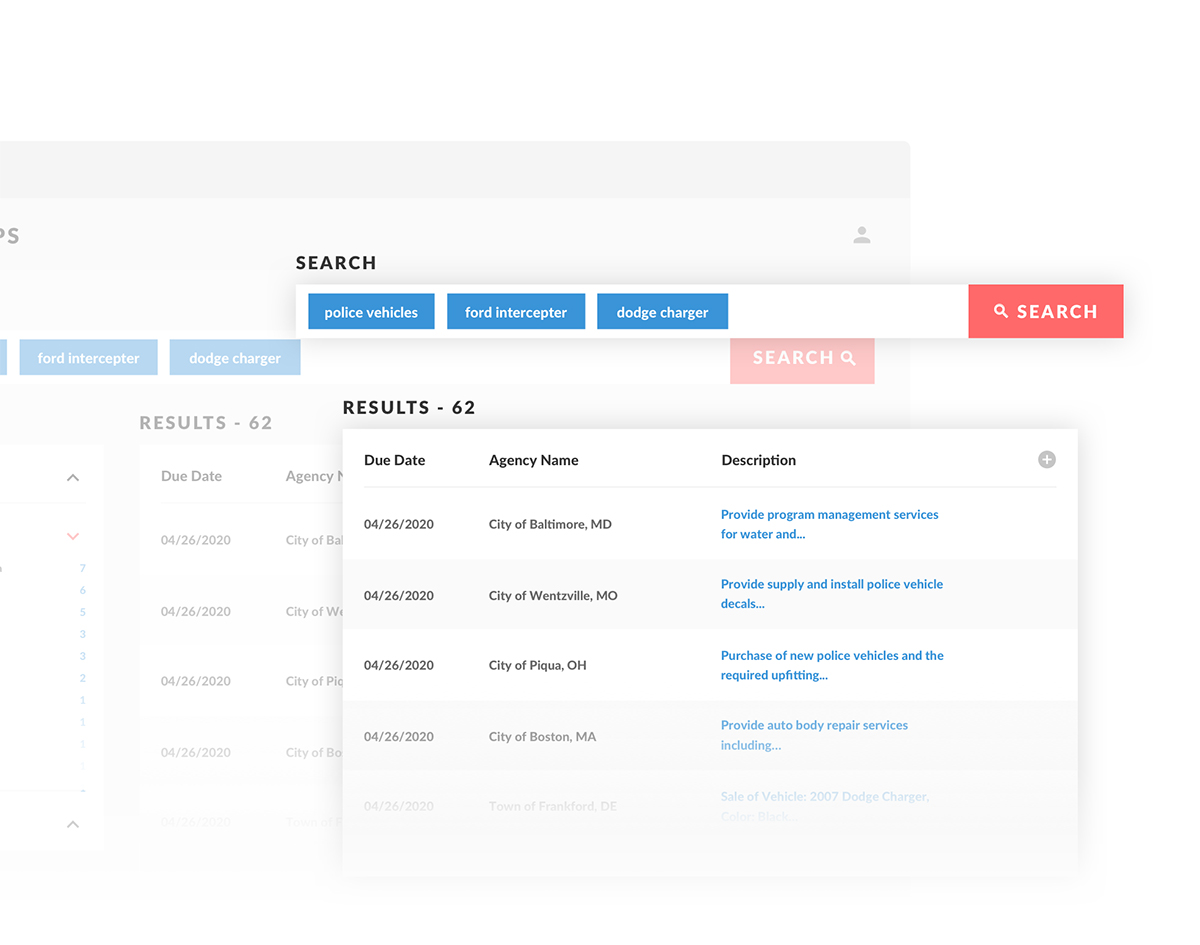 PS
SEARCH
police vehicles ford intercepter dodge charger SEARCH
ford intercepter dodge charger SEARCH
RESULTS - 62
RESULTS - 62
Due Date Agency Name Description
04/26/2020 City of Baltimore, MD Provide program management services
for water and...
04/26/2020 City of Wentzville, MO Provide supply and install police vehicle
decals...
04/26/2020 City of Piqua, OH Purchase of new police vehicles and the
required upfitting...
04/26/2020 City of Boston, MA Provide auto body repair services
including...
04/26/2020 Town of Frankford, DE Sale of Vehicle: 2007 Dodge Charger,
Color: Black...
Due Date Agency N
04/26/2020 City of Bal
04/26/2020 City of We
04/26/2020 City of Piq
04/26/2020 City of Bo
04/26/2020 Town of F
7
6
5
3
3
2
1
1
1
1